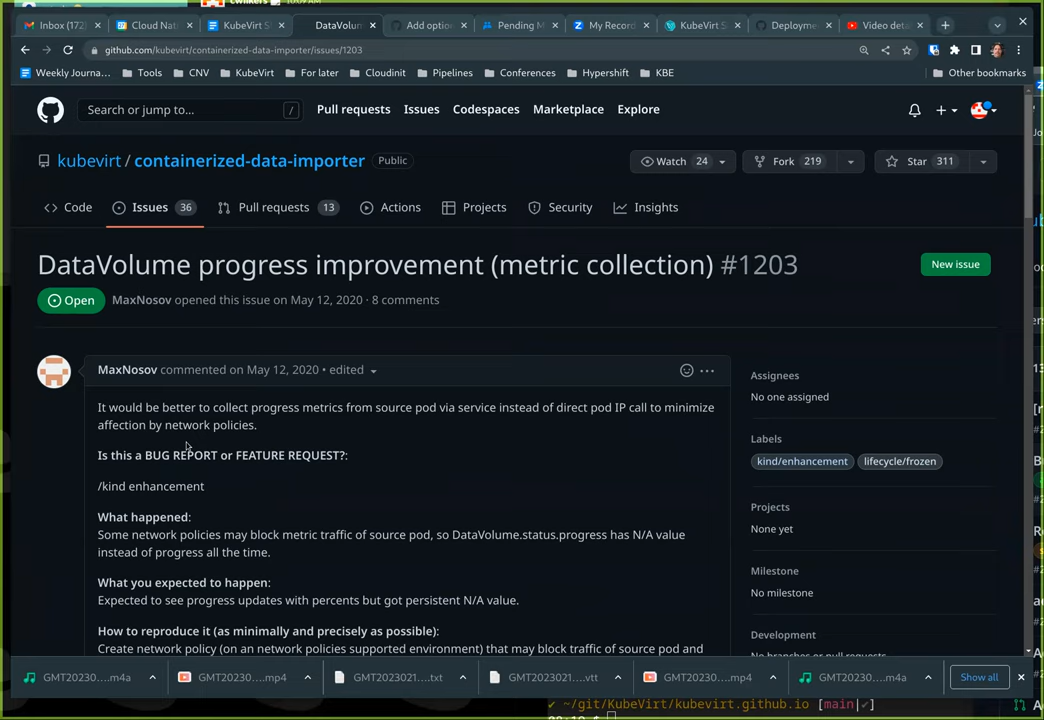 Inbox (172
Cloud Nat
KubeVirt S
DataVolum
Add optio
Pending M
My Record
KubeVirt S
Deployme
Video deta
github.com/kubevirt/containerized-data-importer/issues/1203
Weekly Journa...
Tools
CNV
KubeVirt
For later
Cloudinit
Pipelines
Conferences
Hypershift
KBE
Other bookmarks
Search or jump to...
/
Pull requests
Issues
Codespaces
Marketplace
Explore
kubevirt / containerized-data-importer
Public
Watch 24
Fork 219
Star 311
Code
Issues 36
Pull requests 13
Actions
Projects
Security
Insights
DataVolume progress improvement (metric collection) #1203
New issue
Open
MaxNosov opened this issue on May 12, 2020 · 8 comments
MaxNosov commented on May 12, 2020 • edited
It would be better to collect progress metrics from source pod via service instead of direct pod IP call to minimize
affection by network policies.
Is this a BUG REPORT or FEATURE REQUEST?:
/kind enhancement
What happened:
Some network policies may block metric traffic of source pod, so DataVolume.status.progress has N/A value
instead of progress all the time.
What you expected to happen:
Expected to see progress updates with percents but got persistent N/A value.
How to reproduce it (as minimally and precisely as possible):
Create network policy (on an network policies supported environment) that may block traffic of source pod and
Assignees
No one assigned
Labels
kind/enhancement
lifecycle/frozen
Projects
None yet
Milestone
No milestone
Development
GMT20230....m4a
GMT20230....mp4
GMT2023021....txt
GMT2023021....vtt
GMT20230....mp4
GMT20230....m4a
Show all
~/git/KubeVirt/kubevirt.github.io [main|✔]